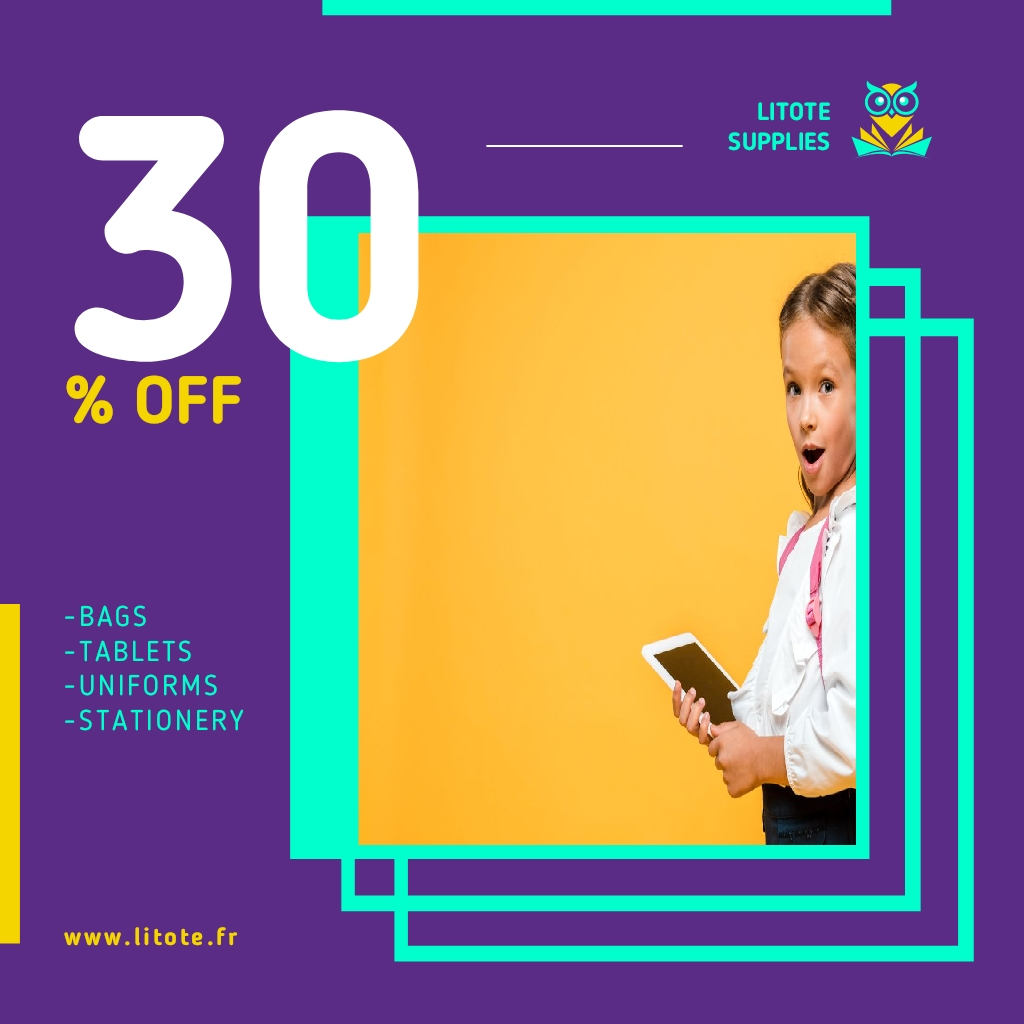 30
% OFF
LITOTE
SUPPLIES
-BAGS
-TABLETS
-UNIFORMS
-STATIONERY
www.litote.fr